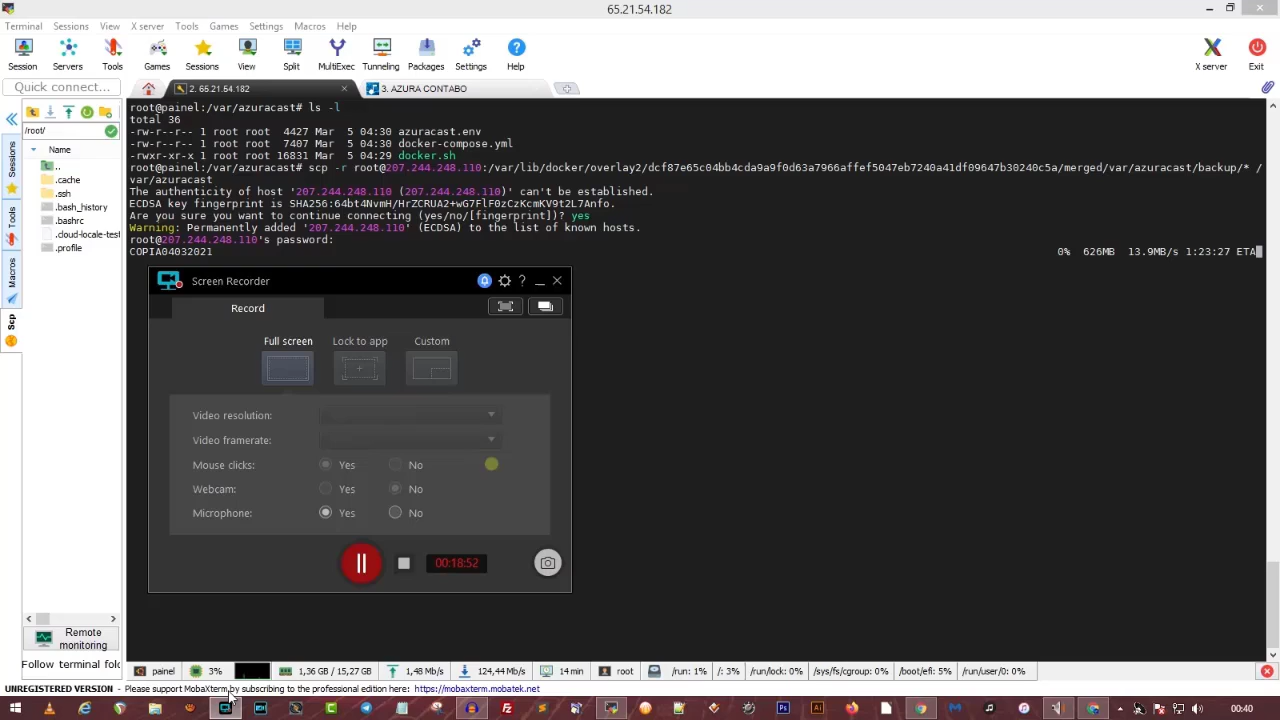 65.21.54.182
Terminal Sessions View X server Tools Games Settings Macros Help
Session Servers Tools Games Sessions View Split MultiExec Tunneling Packages Settings Help X server Exit
Quick connect...
2. 65.21.54.182
3. AZURA CONTABO
/root/
Name
..
.cache
.ssh
.bash_history
.bashrc
.cloud-locale-test
.profile
Sessions
Tools
Macros
Scp
root@painel:/var/azuracast# ls -l
total 36
-rw-r--r-- 1 root root 4427 Mar 5 04:30 azuracast.env
-rw-r--r-- 1 root root 7407 Mar 5 04:30 docker-compose.yml
-rwxr-xr-x 1 root root 16831 Mar 5 04:29 docker.sh
root@painel:/var/azuracast# scp -r root@207.244.248.110:/var/lib/docker/overlay2/dcf87e65c04bb4cda9a9f0d63a7966affef5047eb7240a41df09647b30240c5a/merged/var/azuracast/backup/* /
var/azuracast
The authenticity of host '207.244.248.110 (207.244.248.110)' can't be established.
ECDSA key fingerprint is SHA256:64bt4NvmH/HrZCRUA2+wG7FlF0zCzKcmKV9t2L7Anfo.
Are you sure you want to continue connecting (yes/no/[fingerprint])? yes
Warning: Permanently added '207.244.248.110' (ECDSA) to the list of known hosts.
root@207.244.248.110's password:
COPIA04032021 0% 626MB 13.9MB/s 1:23:27 ETA
Screen Recorder
?
Record
Full screen Lock to app Custom
Video resolution:
Video framerate:
Mouse clicks: Yes No
Webcam: Yes No
Microphone: Yes No
00:18:52
Remote
monitoring
Follow terminal fold
painel 3% 1,36 GB / 15,27 GB 1,48 Mb/s 124,44 Mb/s 14 min root /run: 1% /: 3% /run/lock: 0% /sys/fs/cgroup: 0% /boot/efi: 5% /run/user/0: 0%
UNREGISTERED VERSION - Please support MobaXterm by subscribing to the professional edition here: https://mobaxterm.mobatek.net
00:40